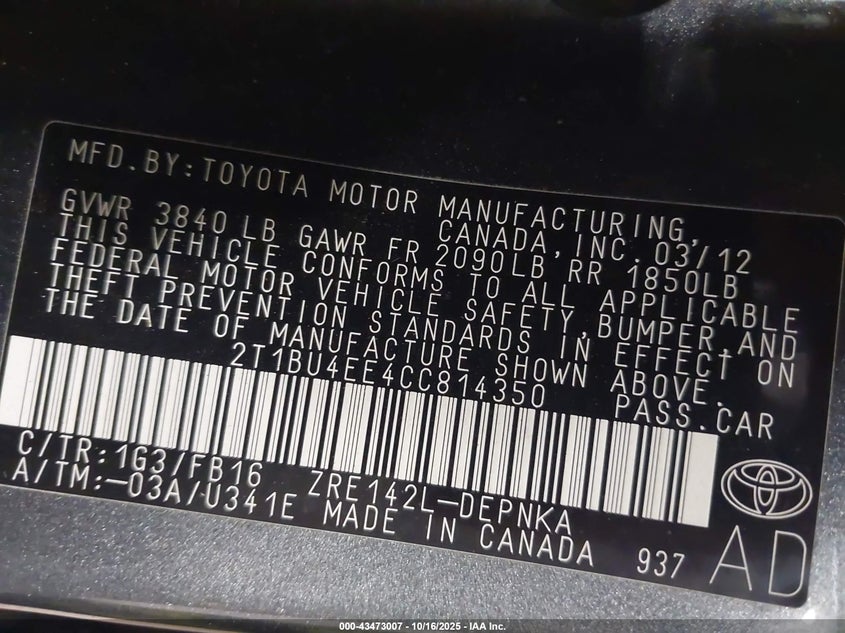 MFD.BY:TOYOTA MOTOR MANUFACTURING,
CANADA, INC. 03/12
GVWR 3840 LB GAWR FR 2090LB RR 1850LB
THIS VEHICLE CONFORMS TO ALL APPLICABLE
FEDERAL MOTOR VEHICLE SAFETY, BUMPER, AND
THEFT PREVENTION STANDARDS IN EFFECT ON
THE DATE OF MANUFACTURE SHOWN ABOVE.
2T1BU4EE4CC814350 PASS.CAR
C/TR:1G3/FB16 ZRE142L-DEPNKA
A/TM:-03A/U341E MADE IN CANADA 937
AD
000-43473007 - 10/16/2025 - IAA Inc.